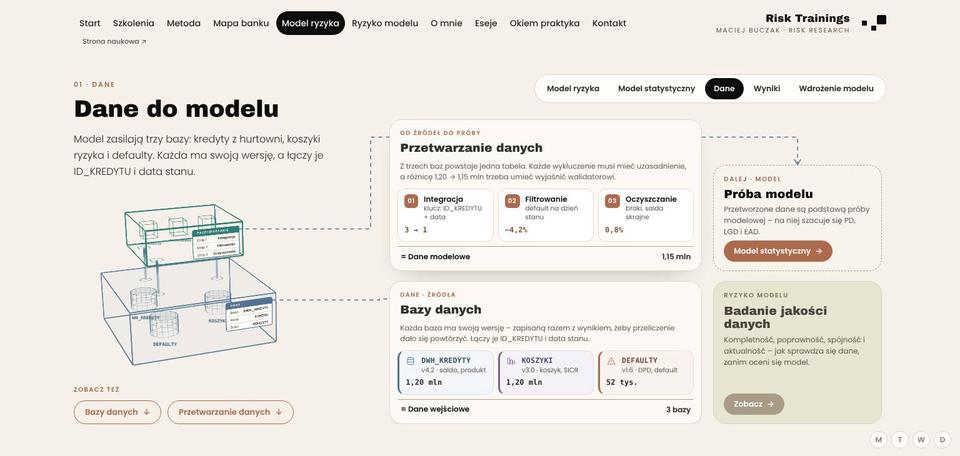 Start Szkolenia Metoda Mapa banku Model ryzyka Ryzyko modelu O mnie Eseje Okiem praktyka Kontakt
Strona naukowa ↗
Risk Trainings
MACIEJ BUCZAK · RISK RESEARCH
01 · DANE
Dane do modelu
Model zasilają trzy bazy: kredyty z hurtowni, koszyki
ryzyka i defaulty. Każda ma swoją wersję, a łączy je
ID_KREDYTU i data stanu.
Model ryzyka Model statystyczny Dane Wyniki Wdrożenie modelu
OD ŹRÓDEŁ DO PRÓBY
Przetwarzanie danych
Z trzech baz powstaje jedna tabela. Każde wykluczenie musi mieć uzasadnienie,
a różnicę 1,20 → 1,15 mln trzeba umieć wyjaśnić walidatorowi.
01 Integracja
klucz: ID_KREDYTU
+ data
3 → 1
02 Filtrowanie
default na dzień
stanu
−4,2%
03 Oczyszczanie
braki, salda
skrajne
0,8%
= Dane modelowe 1,15 mln
DALEJ · MODEL
Próba modelu
Przetworzone dane są podstawą próby
modelowej – na niej szacuje się PD,
LGD i EAD.
Model statystyczny →
PRZETWARZANIE
Integracja
Filtrowanie
Oczyszczanie
DEFAULTY
DANE · ŹRÓDŁA
Bazy danych
Każda baza ma swoją wersję – zapisaną razem z wynikiem, żeby przeliczenie
dało się powtórzyć. Łączy je ID_KREDYTU i data stanu.
DWH_KREDYTY
v4.2 · saldo, produkt
1,20 mln
KOSZYKI
v3.0 · koszyk, SICR
1,20 mln
DEFAULTY
v1.6 · DPD, default
52 tys.
= Dane wejściowe 3 bazy
RYZYKO MODELU
Badanie jakości
danych
Kompletność, poprawność, spójność i
aktualność – jak sprawdza się dane,
zanim oceni się model.
Zobacz →
ZOBACZ TEŻ
Bazy danych ↓ Przetwarzanie danych ↓
M T W D